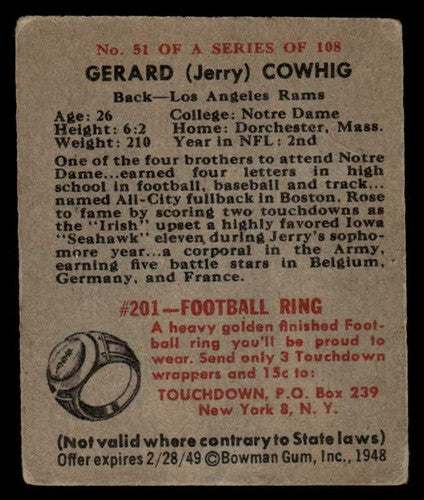 No. 51 OF A SERIES OF 108
GERARD (Jerry) COWHIG
Back—Los Angeles Rams
Age: 26 College: Notre Dame
Height: 6:2 Home: Dorchester, Mass.
Weight: 210 Year in NFL: 2nd
One of the four brothers to attend Notre
Dame...earned four letters in high
school in football, baseball and track...
named All-City fullback in Boston. Rose
to fame by scoring two touchdowns as
the "Irish" upset a highly favored Iowa
"Seahawk" eleven during Jerry's sopho-
more year...a corporal in the Army,
earning five battle stars in Belgium,
Germany, and France.
#201—FOOTBALL RING
A heavy golden finished Foot-
ball ring you'll be proud to
wear. Send only 3 Touchdown
wrappers and 15c to:
TOUCHDOWN, P.O. Box 239
New York 8, N. Y.
(Not valid where contrary to State laws)
Offer expires 2/28/49 ©Bowman Gum, Inc., 1948